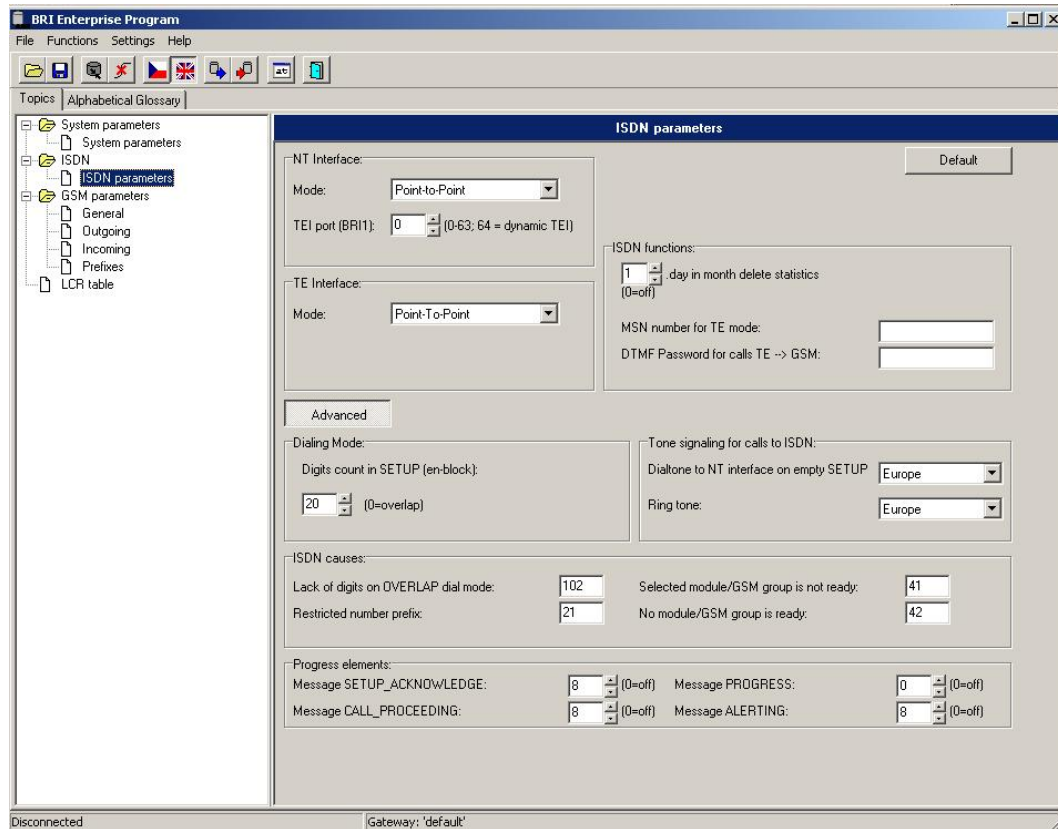 BRI Enterprise Program
File Functions Settings Help
at
Topics Alphabetical Glossary
System parameters
System parameters
ISDN
ISDN parameters
GSM parameters
General
Outgoing
Incoming
Prefixes
LCR table
ISDN parameters
Default
NT Interface:
Mode: Point-to-Point
TEI port (BRI1): 0 (0-63; 64 = dynamic TEI)
TE Interface:
Mode: Point-To-Point
ISDN functions:
1 .day in month delete statistics
(0=off)
MSN number for TE mode:
DTMF Password for calls TE --> GSM:
Advanced
Dialing Mode:
Digits count in SETUP (en-block):
20 (0=overlap)
Tone signaling for calls to ISDN:
Dialtone to NT interface on empty SETUP Europe
Ring tone: Europe
ISDN causes:
Lack of digits on OVERLAP dial mode: 102 Selected module/GSM group is not ready: 41
Restricted number prefix: 21 No module/GSM group is ready: 42
Progress elements:
Message SETUP_ACKNOWLEDGE: 8 (0=off) Message PROGRESS: 0 (0=off)
Message CALL_PROCEEDING: 8 (0=off) Message ALERTING: 8 (0=off)
Disconnected Gateway: 'default'